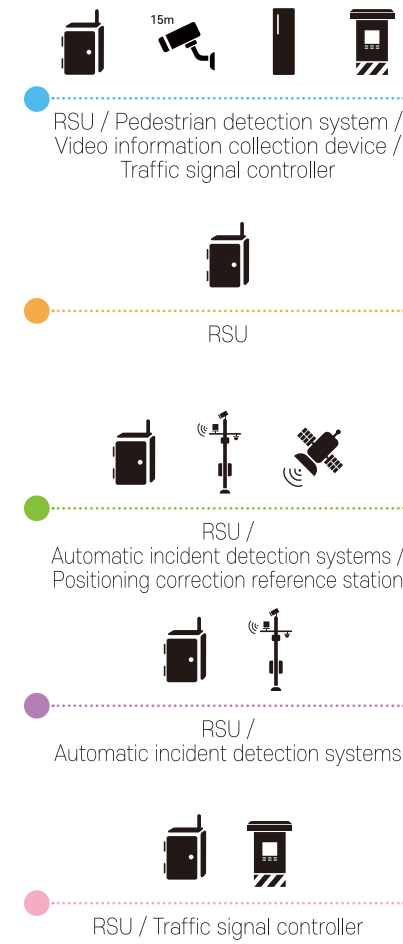 15m
RSU / Pedestrian detection system /
Video information collection device /
Traffic signal controller
RSU
RSU /
Automatic incident detection systems /
Positioning correction reference station
RSU /
Automatic incident detection systems
RSU / Traffic signal controller